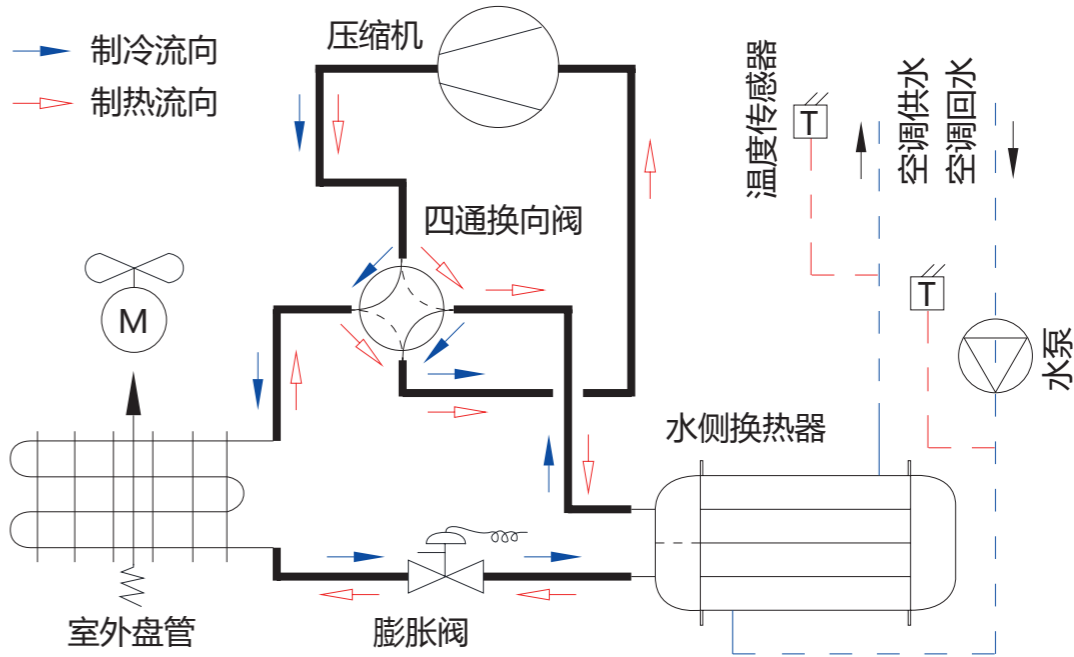 制冷流向
制热流向
压缩机
四通换向阀
温度传感器
T
空调供水
空调回水
T
M
水泵
水侧换热器
室外盘管
膨胀阀